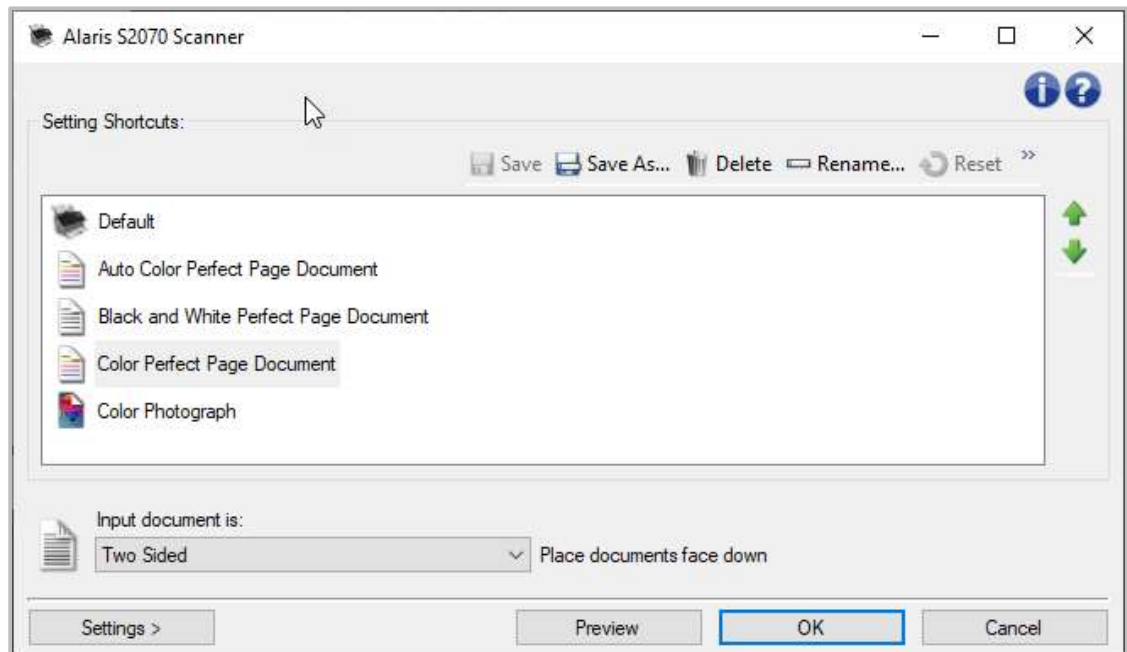 Alaris S2070 Scanner
Setting Shortcuts:
Save Save As... Delete Rename... Reset »
Default
Auto Color Perfect Page Document
Black and White Perfect Page Document
Color Perfect Page Document
Color Photograph
Input document is:
Two Sided Place documents face down
Settings > Preview OK Cancel